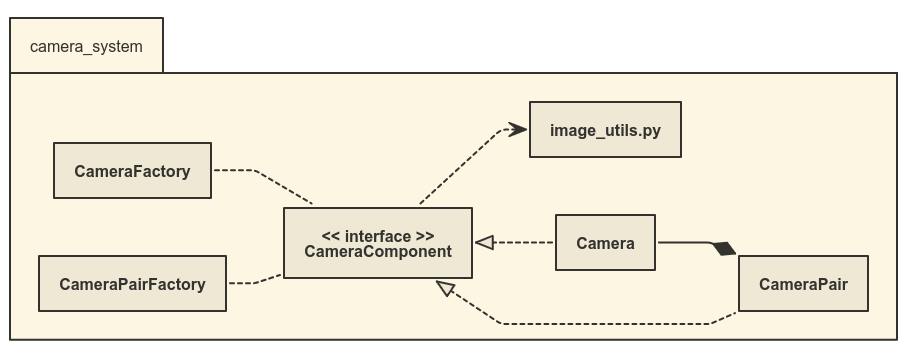 camera_system
image_utils.py
CameraFactory
<< interface >>
CameraComponent
Camera
CameraPairFactory
CameraPair